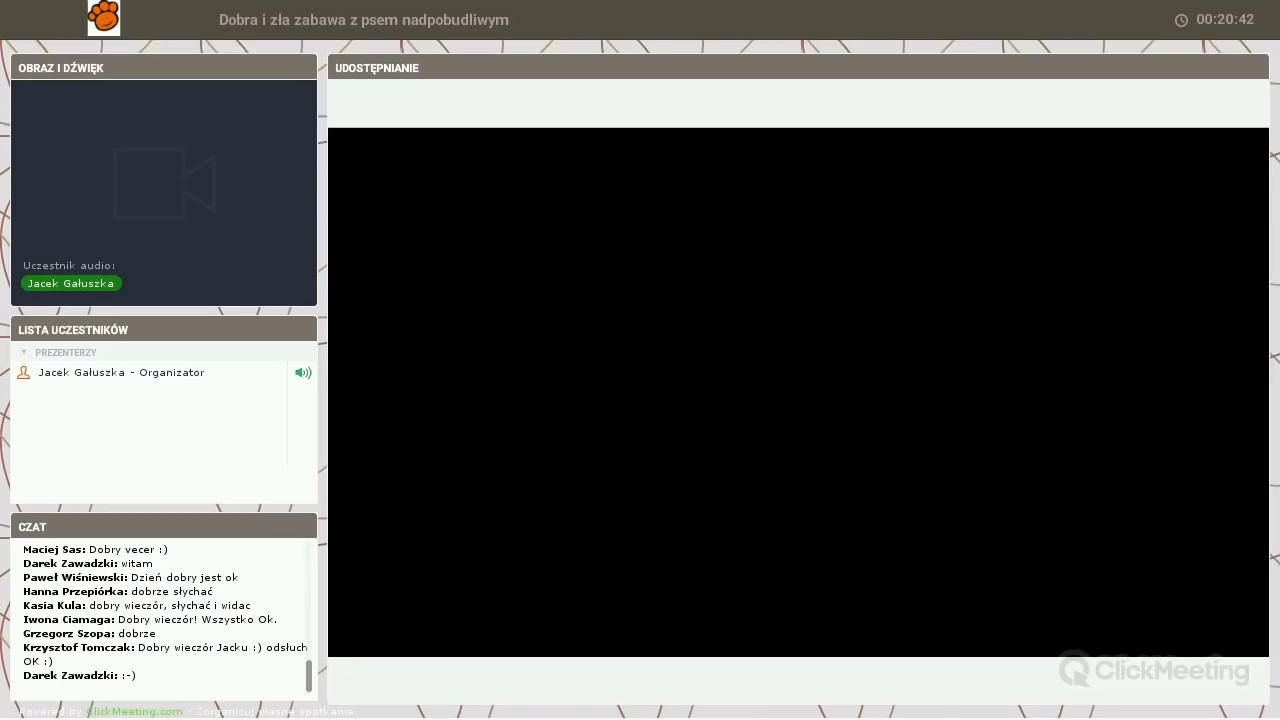 Dobra i zła zabawa z psem nadpobudliwym
00:20:42
OBRAZ I DŹWIĘK
UDOSTĘPNIANIE
Uczestnik audio:
Jacek Gałuszka
LISTA UCZESTNIKÓW
PREZENTERZY
Jacek Gałuszka - Organizator
CZAT
Maciej Sas: Dobry vecer :)
Darek Zawadzki: witam
Paweł Wiśniewski: Dzień dobry jest ok
Hanna Przepiórka: dobrze słychać
Kasia Kula: dobry wieczór, słychać i widac
Iwona Ciamaga: Dobry wieczór! Wszystko Ok.
Grzegorz Szopa: dobrze
Krzysztof Tomczak: Dobry wieczór Jacku :) odsłuch
OK :)
Darek Zawadzki: :-)
ClickMeeting
Powered by ClickMeeting.com - Zorganizuj własne spotkanie